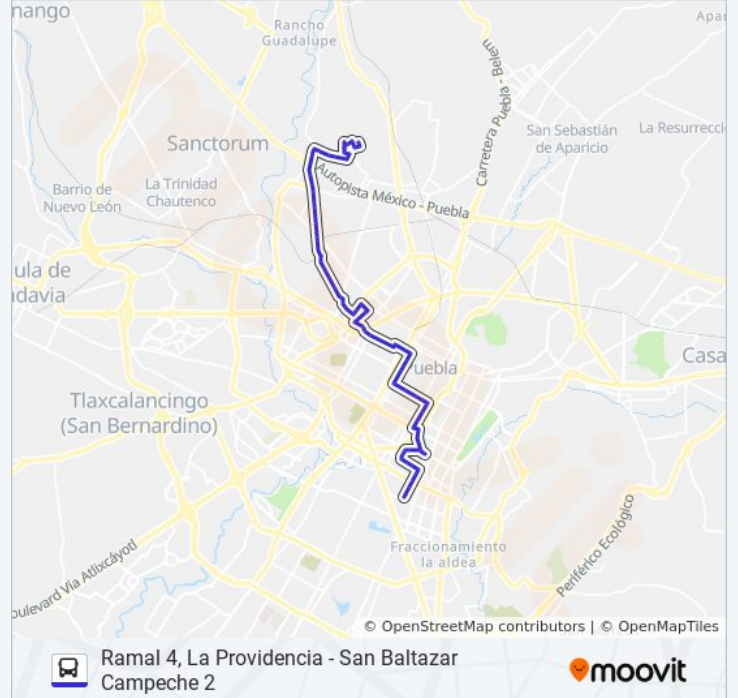 nango
Rancho
Guadalupe
Apa
Carretera Puebla - Belem
Sanctorum
San Sebastián
de Aparicio
La Resurrecci
Autopista México - Puebla
La Trinidad
Chautenco
Barrio de
Nuevo León
ula de
ndavia
Puebla
Casa
Tlaxcalancingo
(San Bernardino)
Fraccionamiento
la aldea
Periférico Ecológico
oulevard Vía Atlixcáyotl
© OpenStreetMap contributors | © OpenMapTiles
Ramal 4, La Providencia - San Baltazar
Campeche 2
moovit